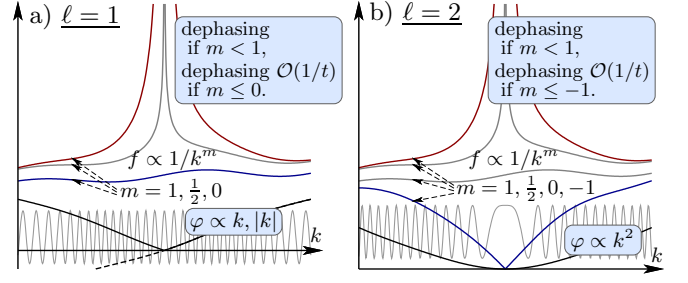 a) ℓ = 1
dephasing
if m < 1,
dephasing 𝒪(1/t)
if m ≤ 0.
f ∝ 1/k^m
m = 1, 1/2, 0
φ ∝ k, |k|
k
b) ℓ = 2
dephasing
if m < 1,
dephasing 𝒪(1/t)
if m ≤ −1.
f ∝ 1/k^m
m = 1, 1/2, 0, −1
φ ∝ k²
k